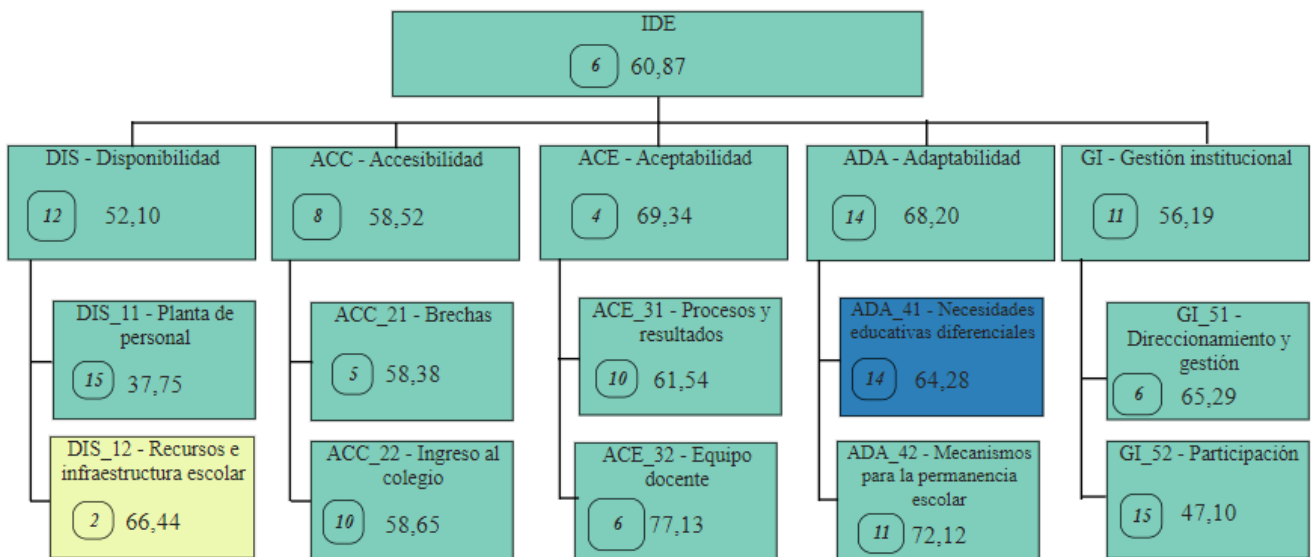 IDE
6 60,87
DIS - Disponibilidad
12 52,10
ACC - Accesibilidad
8 58,52
ACE - Aceptabilidad
4 69,34
ADA - Adaptabilidad
14 68,20
GI - Gestión institucional
11 56,19
DIS_11 - Planta de
personal
15 37,75
ACC_21 - Brechas
5 58,38
ACE_31 - Procesos y
resultados
10 61,54
ADA_41 - Necesidades
educativas diferenciales
14 64,28
GI_51 -
Direccionamiento y
gestión
6 65,29
DIS_12 - Recursos e
infraestructura escolar
2 66,44
ACC_22 - Ingreso al
colegio
10 58,65
ACE_32 - Equipo
docente
6 77,13
ADA_42 - Mecanismos
para la permanencia
escolar
11 72,12
GI_52 - Participación
15 47,10